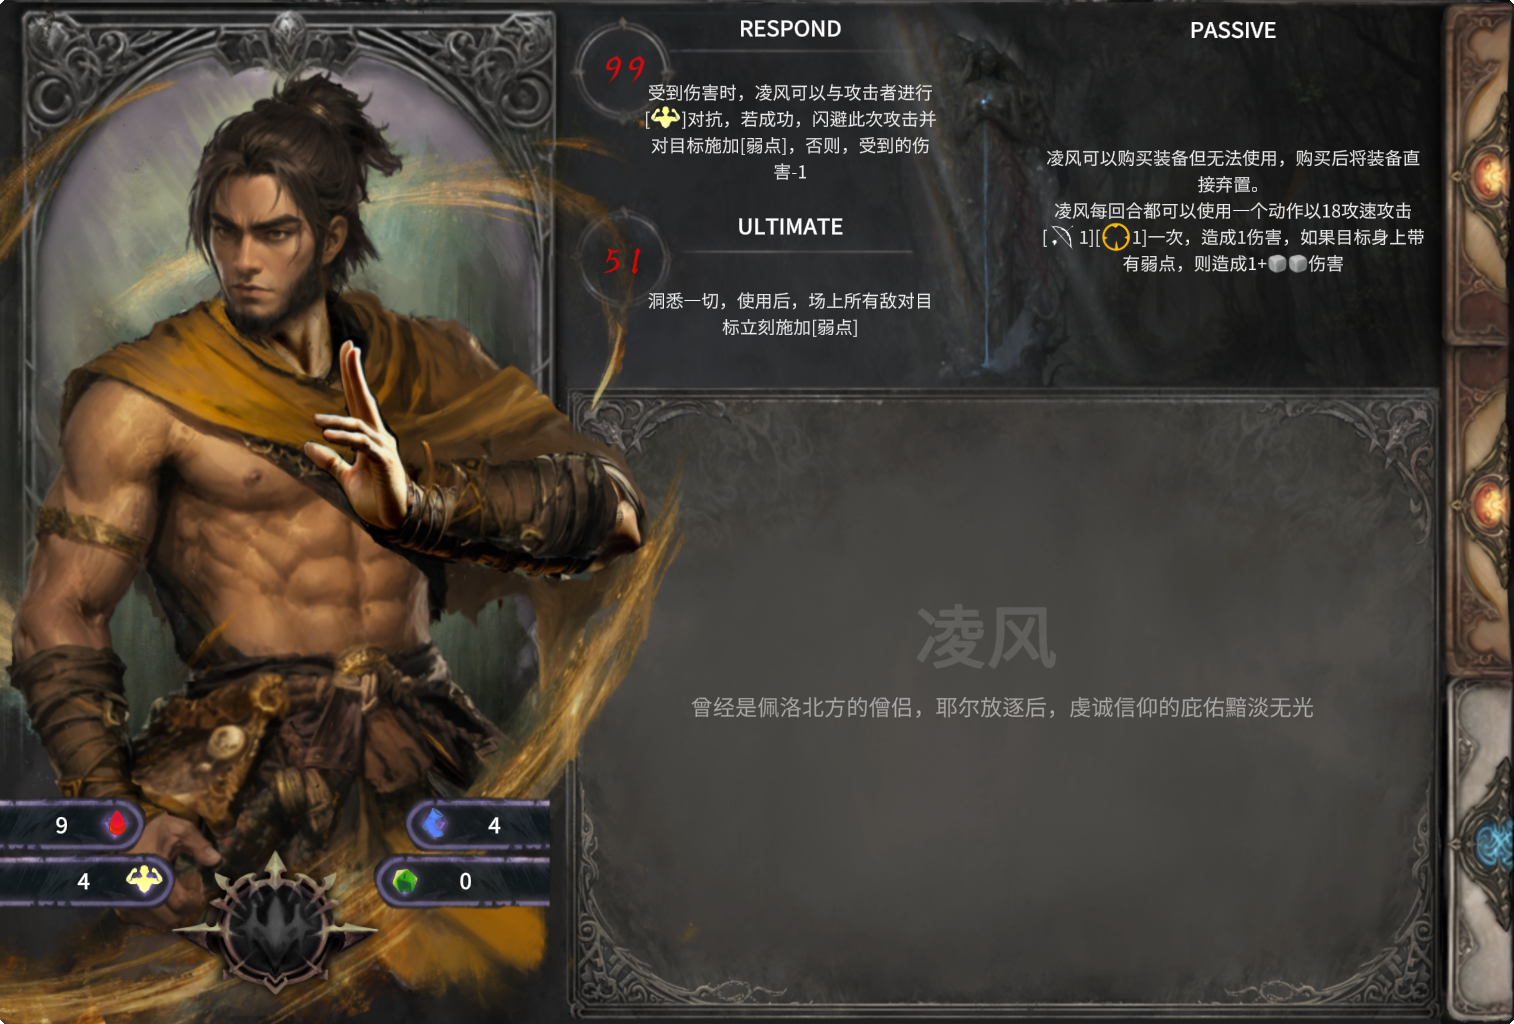 RESPOND
99
受到伤害时，凌风可以与攻击者进行
[]对抗，若成功，闪避此次攻击并
对目标施加[弱点]，否则，受到的伤
害-1
ULTIMATE
51
洞悉一切，使用后，场上所有敌对目
标立刻施加[弱点]
PASSIVE
凌风可以购买装备但无法使用，购买后将装备直
接弃置。
凌风每回合都可以使用一个动作以18攻速攻击
[1][1]一次，造成1伤害，如果目标身上带
有弱点，则造成1+伤害
凌风
曾经是佩洛北方的僧侣，耶尔放逐后，虔诚信仰的庇佑黯淡无光
9
4
4
0